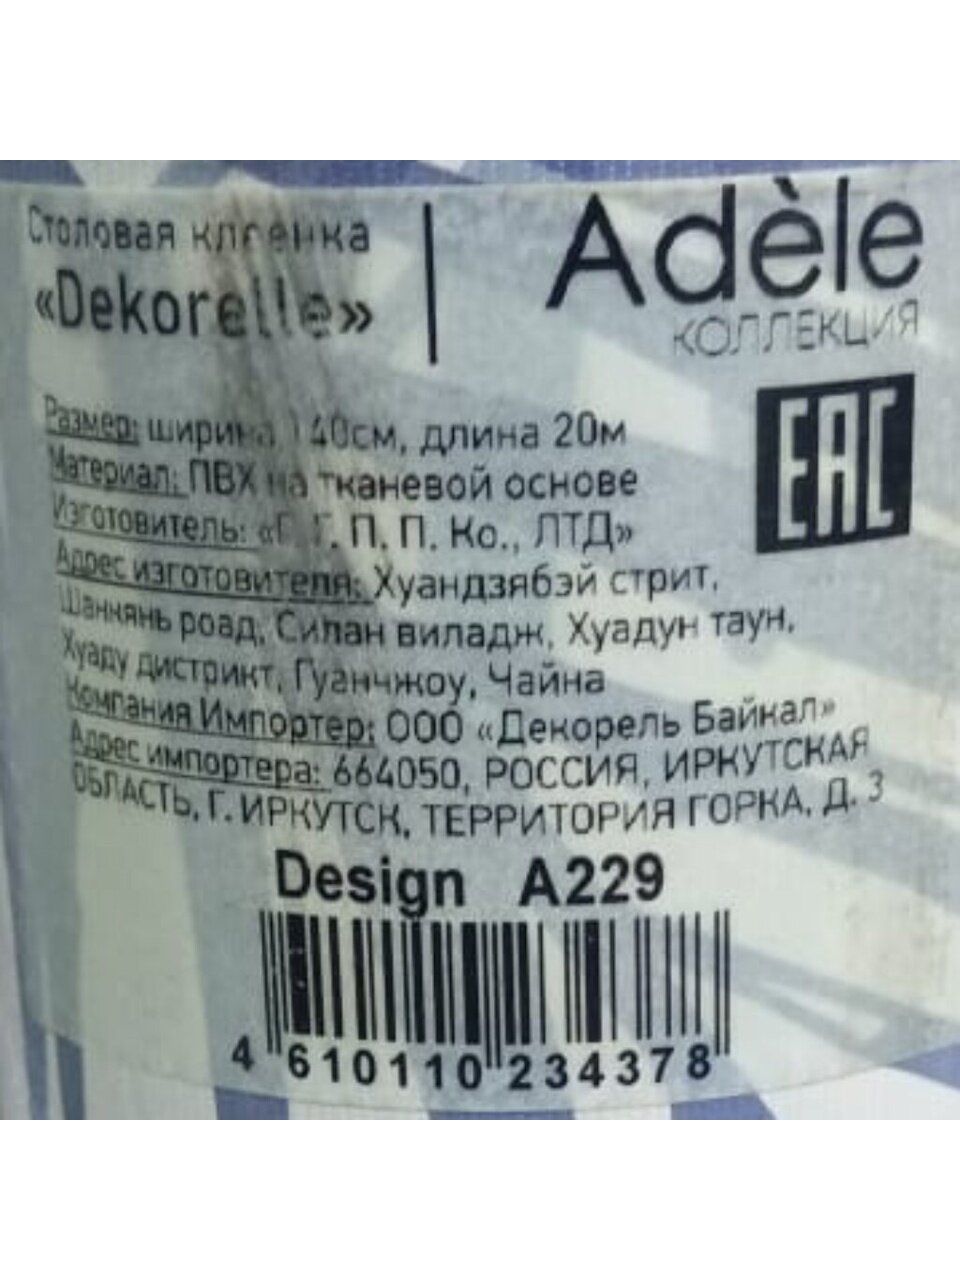 Столовая клеенка
«Dekorelle»
Adèle
КОЛЛЕКЦИЯ
EAC
Размер: ширина 140см, длина 20м
Материал: ПВХ на тканевой основе
Изготовитель: Г. П. П. Ко., ЛТД»
Адрес изготовителя: Хуандзябэй стрит,
Шанкянь роад, Силан виладж, Хуадун таун,
Хуаду дистрикт, Гуанчжоу, Чайна
Компания Импортер: ООО «Декорель Байкал»
Адрес импортера: 664050, РОССИЯ, ИРКУТСКАЯ
ОБЛАСТЬ, Г. ИРКУТСК, ТЕРРИТОРИЯ ГОРКА, Д. 3
Design A229
4 610110 234378